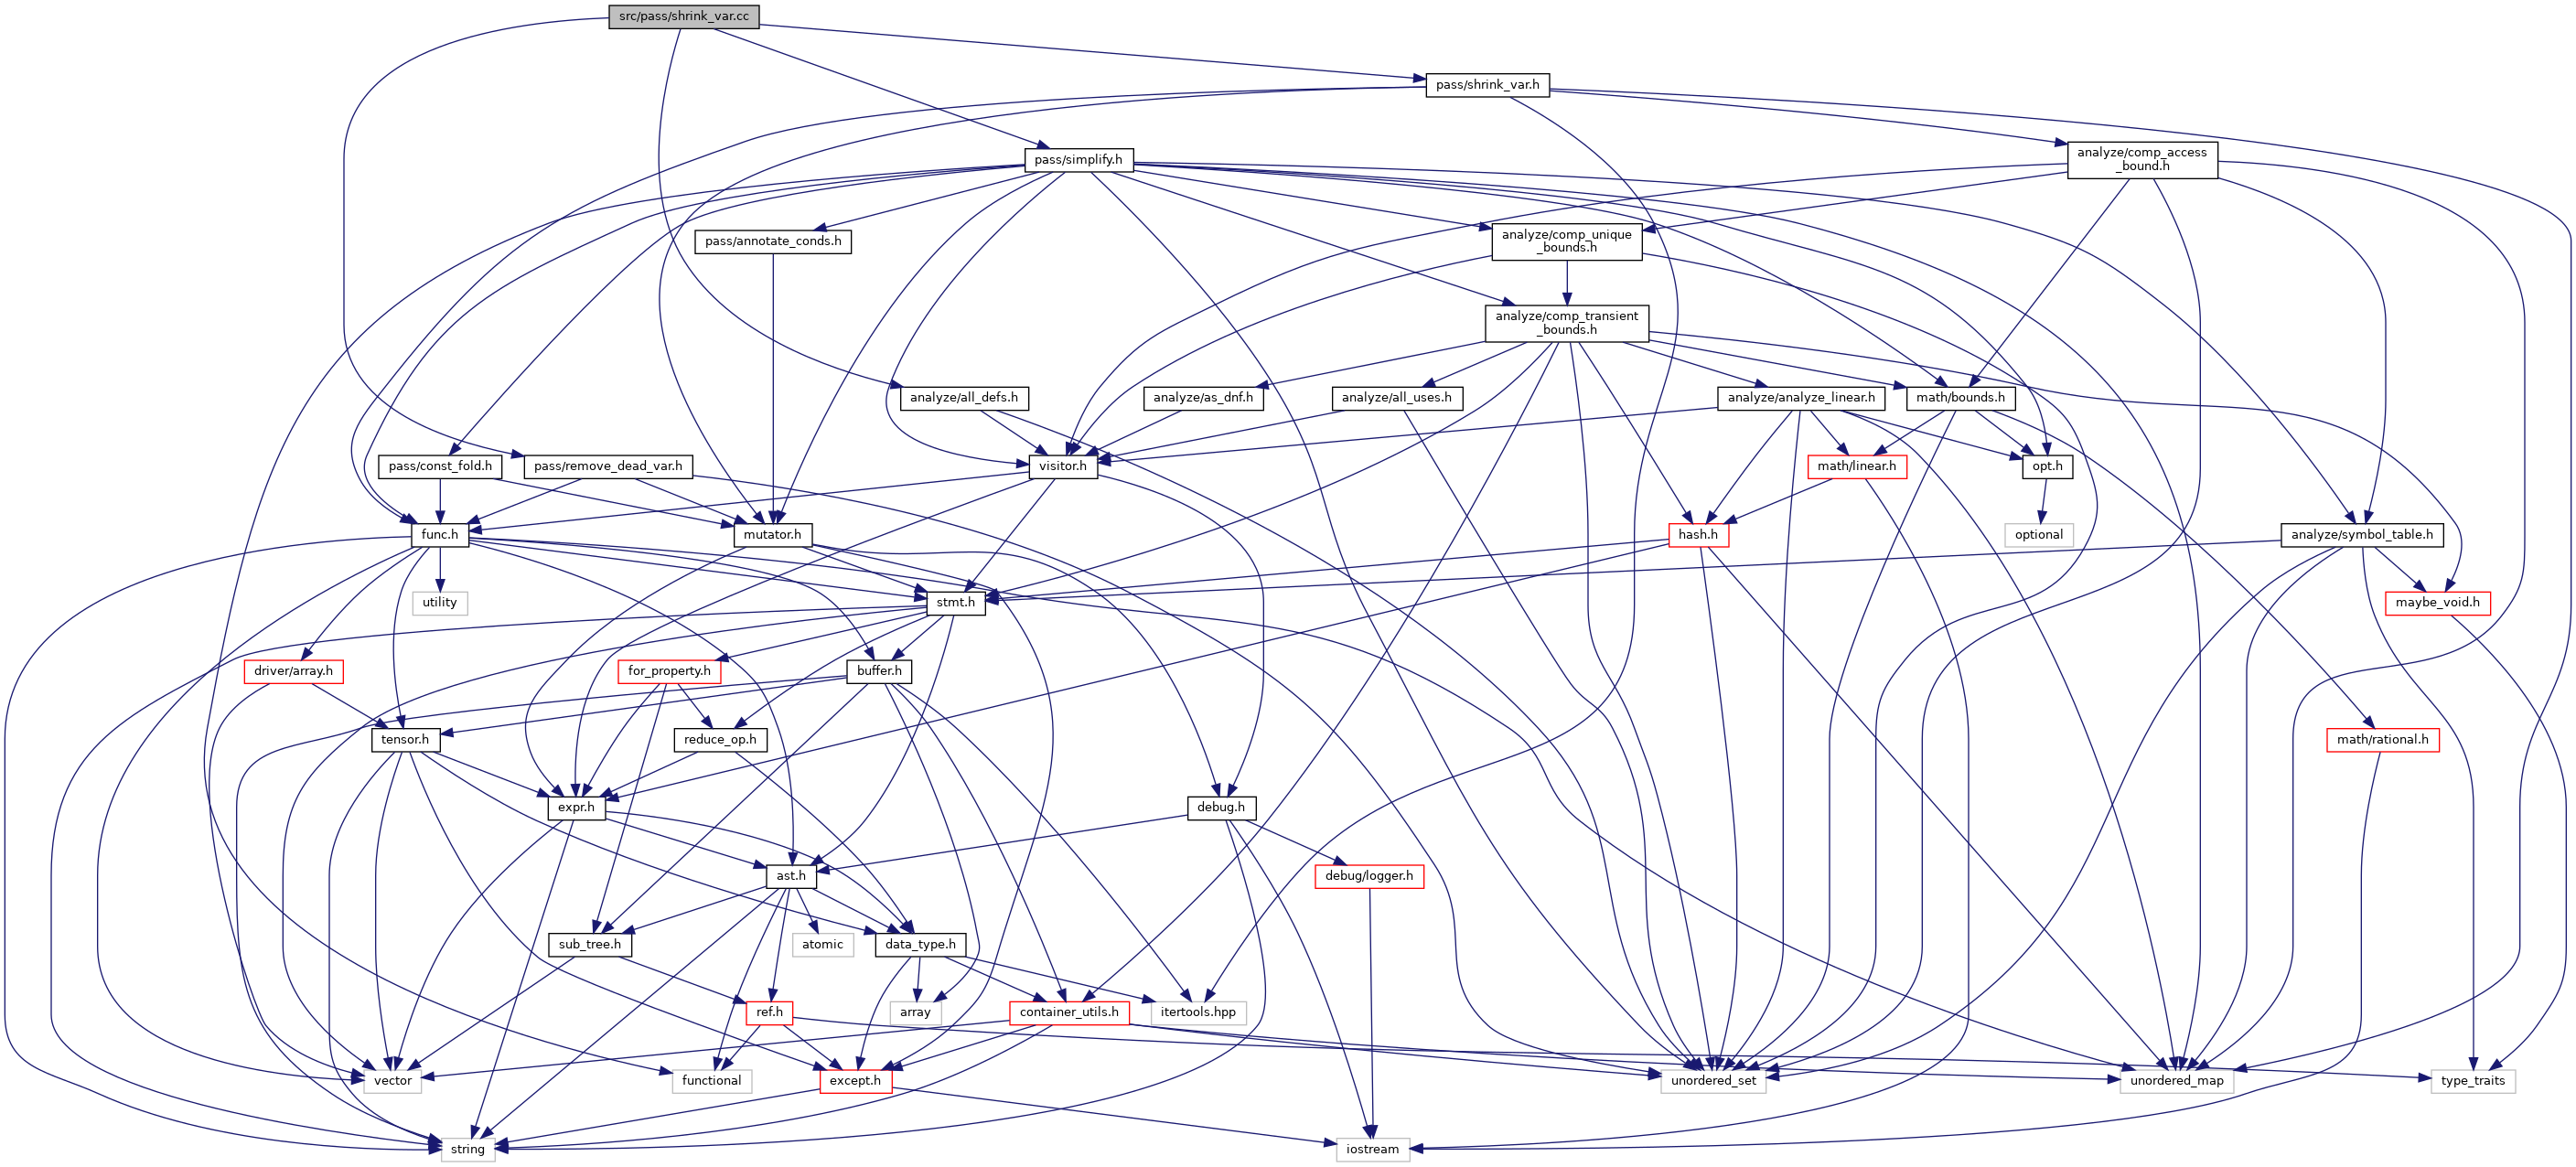 src/pass/shrink_var.cc
pass/shrink_var.h
pass/simplify.h
analyze/comp_access
_bound.h
pass/annotate_conds.h
analyze/comp_unique
_bounds.h
analyze/comp_transient
_bounds.h
analyze/all_defs.h
analyze/as_dnf.h
analyze/all_uses.h
analyze/analyze_linear.h
math/bounds.h
pass/const_fold.h
pass/remove_dead_var.h
visitor.h
math/linear.h
opt.h
func.h
mutator.h
hash.h
optional
analyze/symbol_table.h
utility
stmt.h
maybe_void.h
driver/array.h
for_property.h
buffer.h
tensor.h
reduce_op.h
math/rational.h
expr.h
debug.h
ast.h
debug/logger.h
sub_tree.h
atomic
data_type.h
ref.h
array
container_utils.h
itertools.hpp
vector
functional
except.h
unordered_set
unordered_map
type_traits
string
iostream